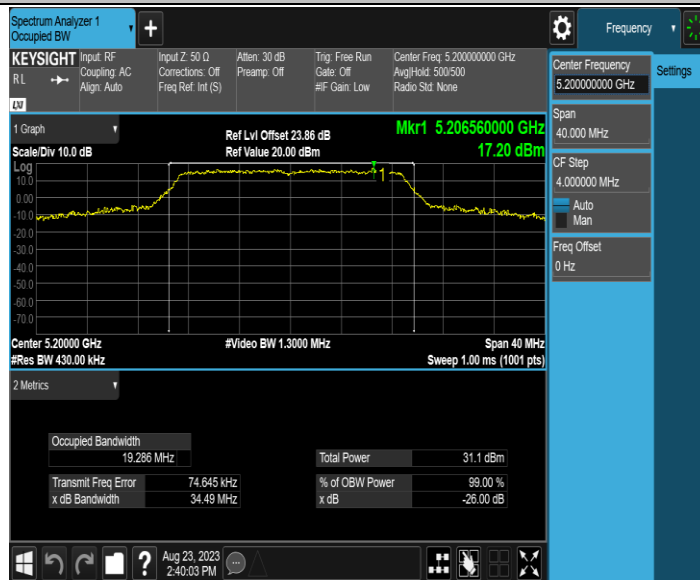 Spectrum Analyzer 1
Occupied BW
Frequency
KEYSIGHT
RL
LXI
Input: RF
Coupling: AC
Align: Auto
Input Z: 50 Ω
Corrections: Off
Freq Ref: Int (S)
Atten: 30 dB
Preamp: Off
Trig: Free Run
Gate: Off
#IF Gain: Low
Center Freq: 5.200000000 GHz
Avg|Hold: 500/500
Radio Std: None
Center Frequency
5.200000000 GHz
Settings
Span
40.000 MHz
CF Step
4.000000 MHz
Auto
Man
Freq Offset
0 Hz
1 Graph
Scale/Div 10.0 dB
Ref Lvl Offset 23.86 dB
Ref Value 20.00 dBm
Mkr1 5.206560000 GHz
17.20 dBm
Log
10.0
0.00
-10.0
-20.0
-30.0
-40.0
-50.0
-60.0
-70.0
1
Center 5.20000 GHz
#Video BW 1.3000 MHz
Span 40 MHz
#Res BW 430.00 kHz
Sweep 1.00 ms (1001 pts)
2 Metrics
Occupied Bandwidth
19.286 MHz
Total Power 31.1 dBm
Transmit Freq Error 74.645 kHz
% of OBW Power 99.00 %
x dB Bandwidth 34.49 MHz
x dB -26.00 dB
Aug 23, 2023
2:40:03 PM